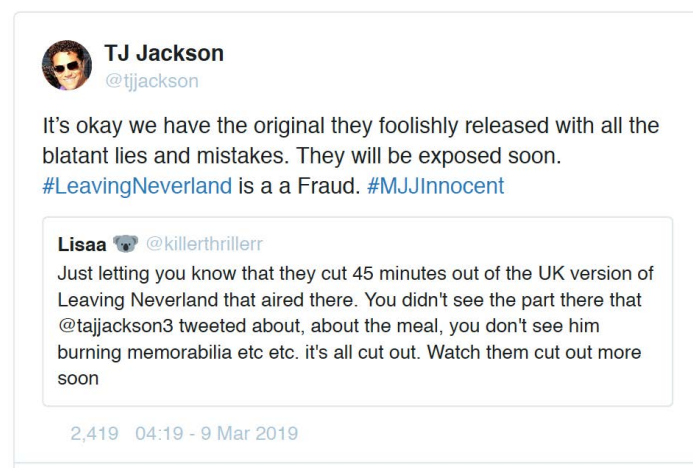 TJ Jackson
@tjjackson
It's okay we have the original they foolishly released with all the
blatant lies and mistakes. They will be exposed soon.
#LeavingNeverland is a a Fraud. #MJJInnocent
Lisaa 🐨 @killerthrillerr
Just letting you know that they cut 45 minutes out of the UK version of
Leaving Neverland that aired there. You didn't see the part there that
@tajjackson3 tweeted about, about the meal, you don't see him
burning memorabilia etc etc. it's all cut out. Watch them cut out more
soon
2,419 04:19 - 9 Mar 2019